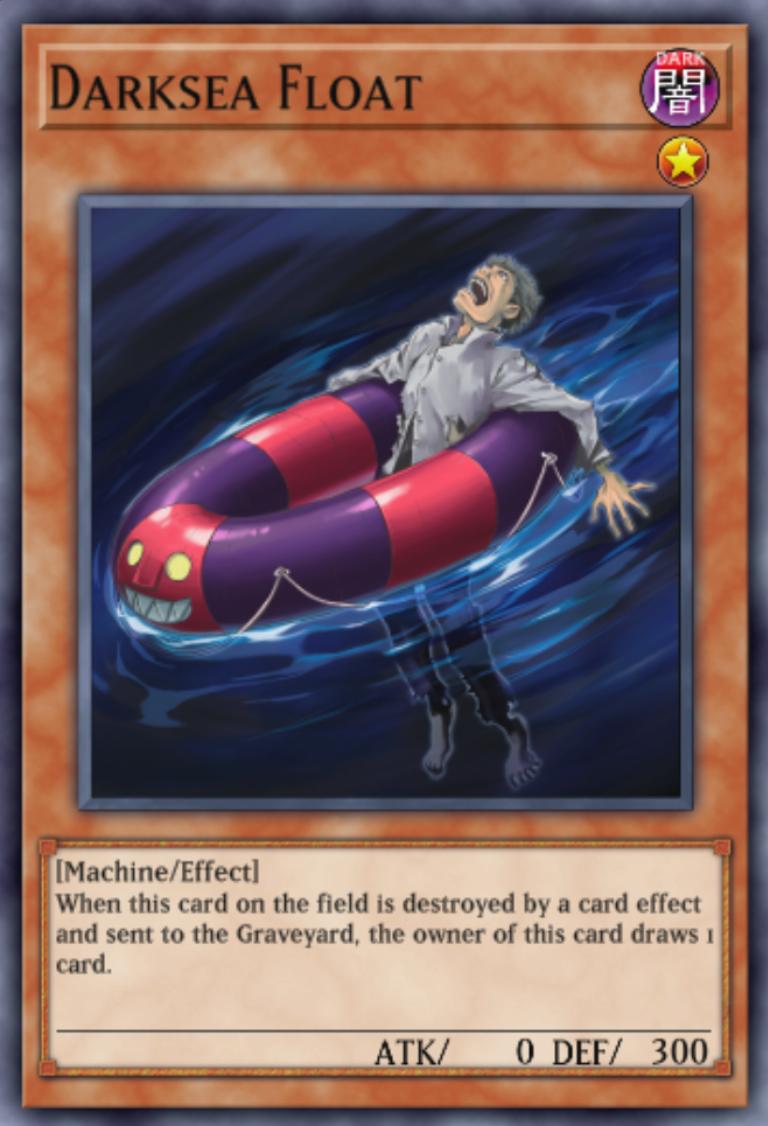 DARKSEA FLOAT
DARK
闇
[Machine/Effect]
When this card on the field is destroyed by a card effect
and sent to the Graveyard, the owner of this card draws 1
card.
ATK/ 0 DEF/ 300